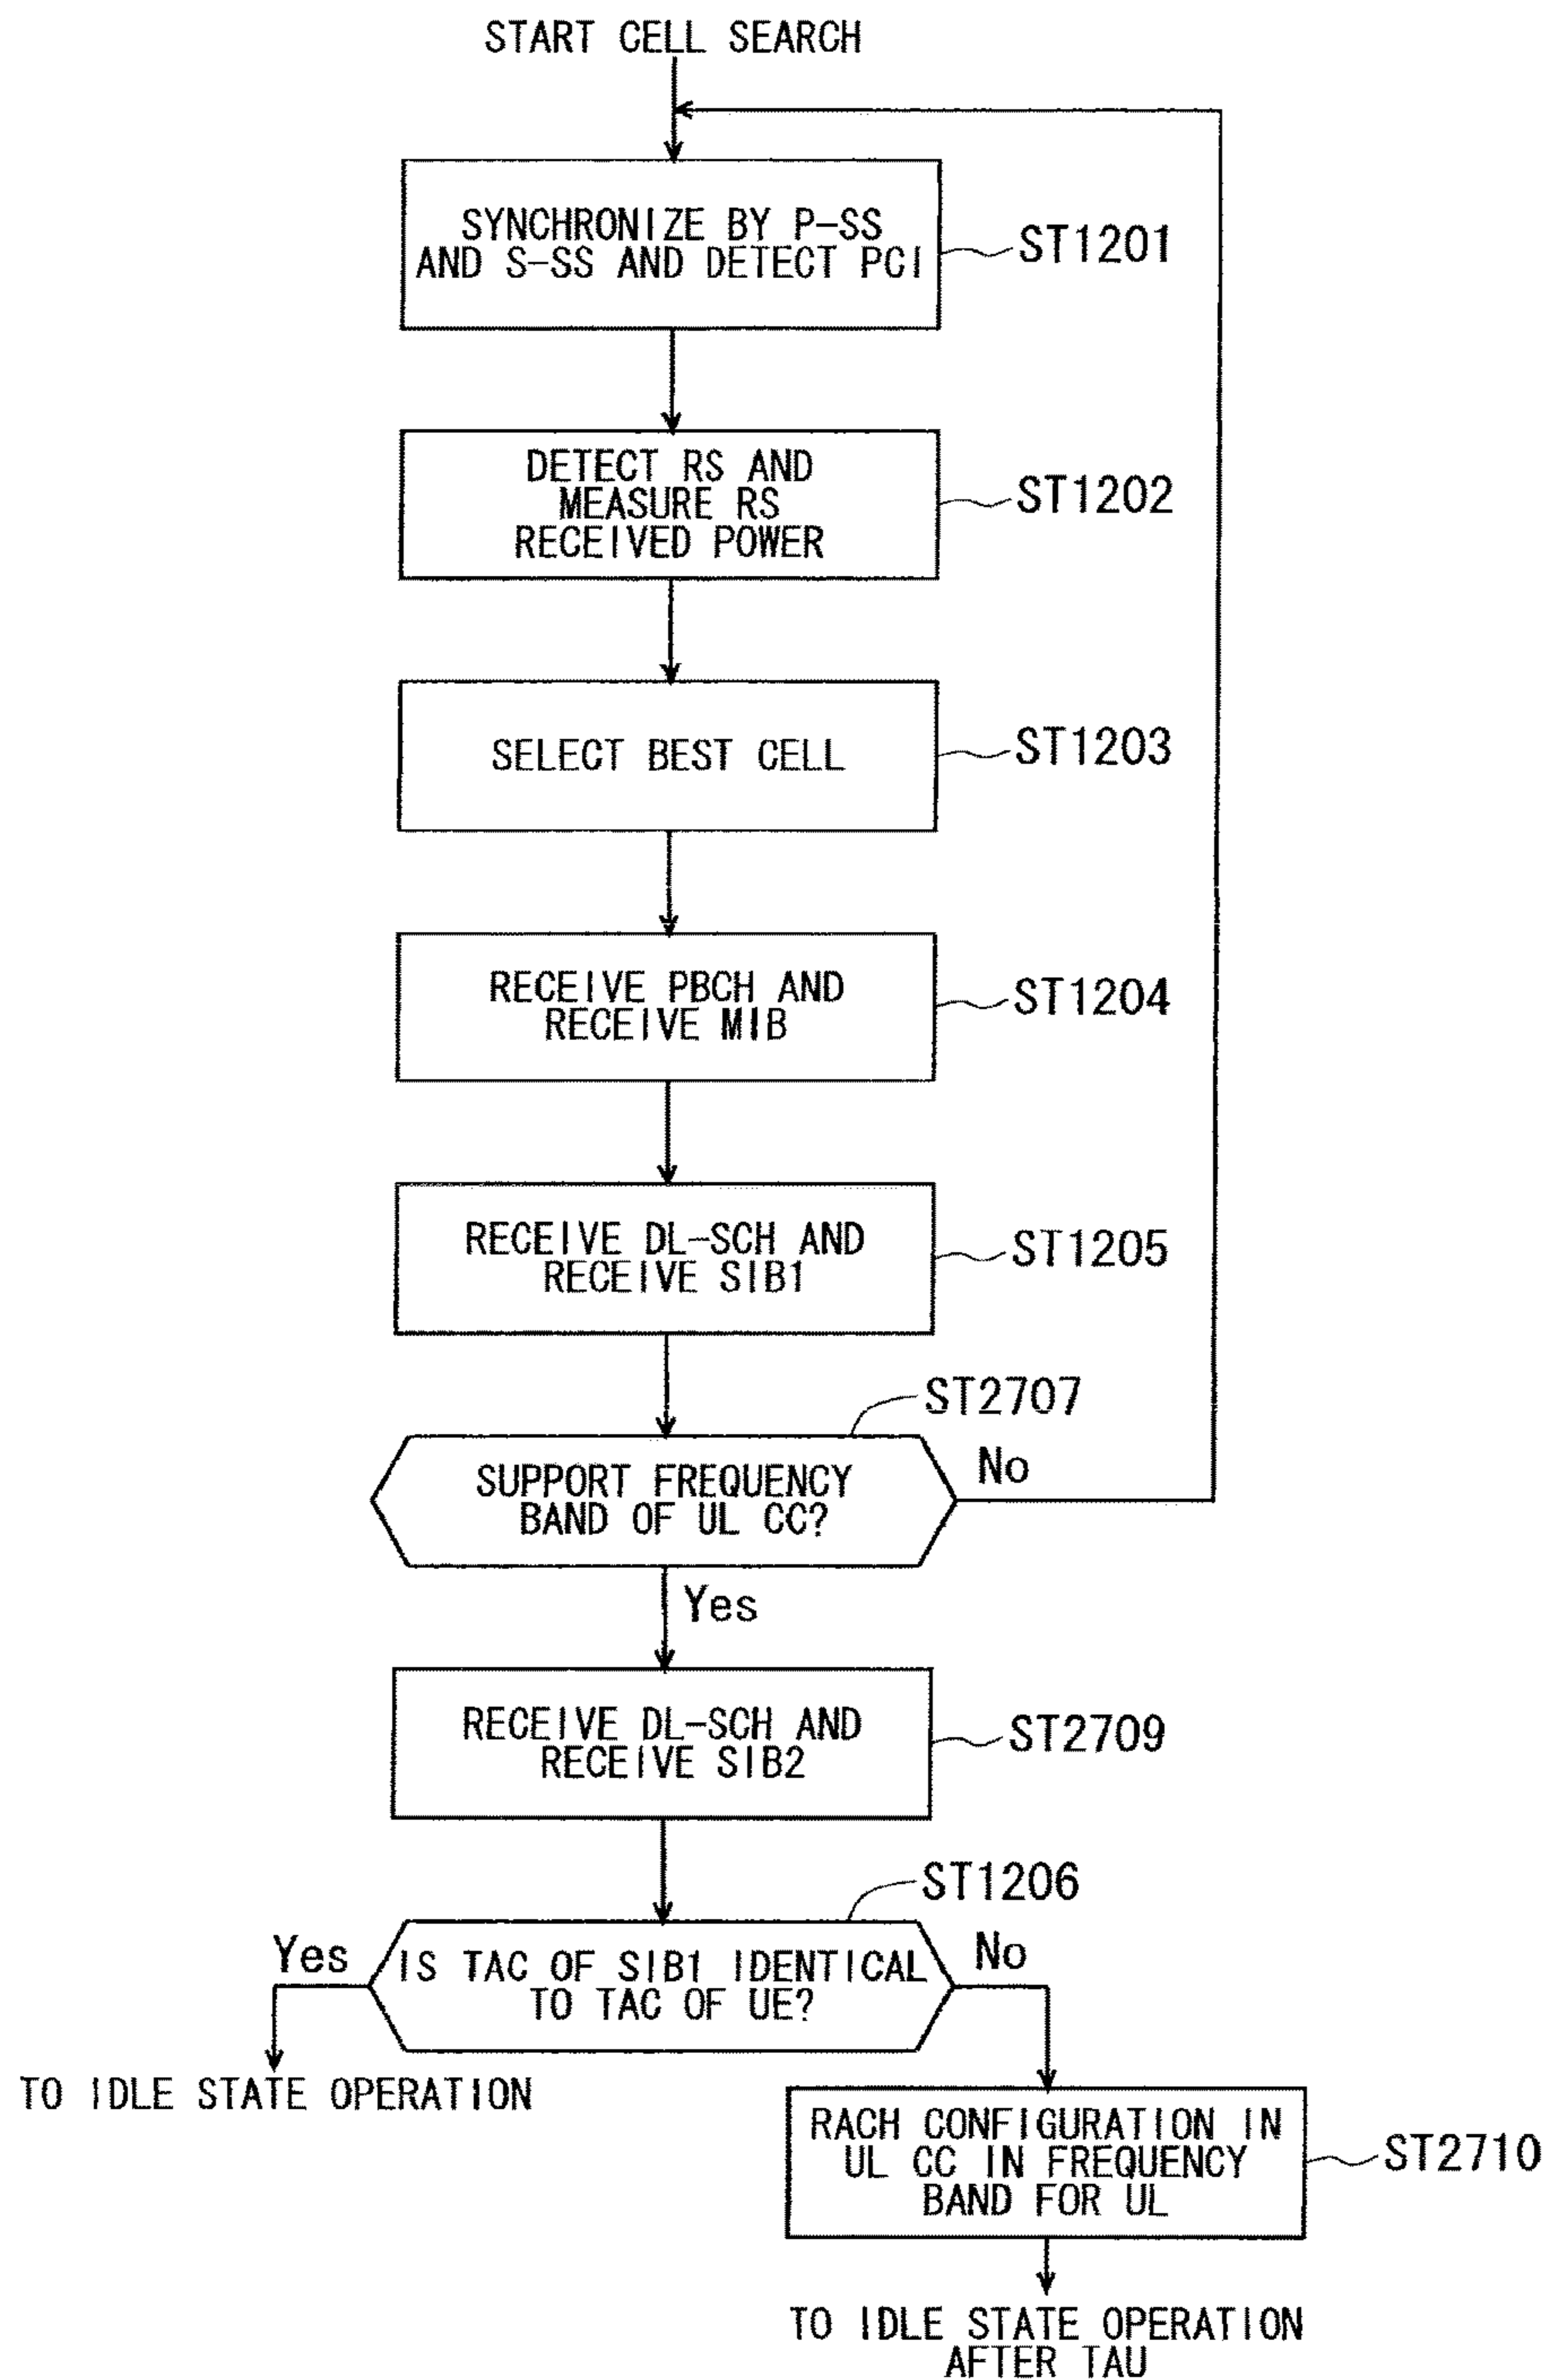 START CELL SEARCH
SYNCHRONIZE BY P-SS
AND S-SS AND DETECT PCI
ST1201
DETECT RS AND
MEASURE RS
RECEIVED POWER
ST1202
SELECT BEST CELL
ST1203
RECEIVE PBCH AND
RECEIVE MIB
ST1204
RECEIVE DL-SCH AND
RECEIVE SIB1
ST1205
ST2707
SUPPORT FREQUENCY
BAND OF UL CC?
No
Yes
RECEIVE DL-SCH AND
RECEIVE SIB2
ST2709
ST1206
Yes
IS TAC OF SIB1 IDENTICAL
TO TAC OF UE?
No
TO IDLE STATE OPERATION
RACH CONFIGURATION IN
UL CC IN FREQUENCY
BAND FOR UL
ST2710
TO IDLE STATE OPERATION
AFTER TAU